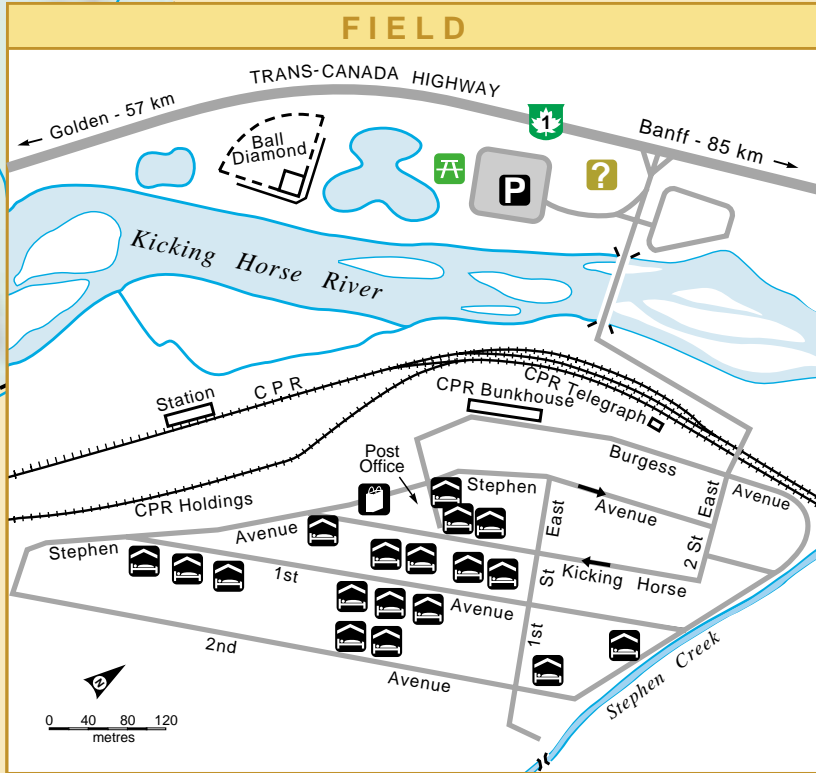 FIELD
TRANS-CANADA HIGHWAY
1
Golden - 57 km
Banff - 85 km
Ball
Diamond
P
?
Kicking Horse River
Station
CPR
CPR Telegraph
CPR Bunkhouse
Post
Office
Burgess
Avenue
CPR Holdings
Stephen
Avenue
East
East
2 St
Stephen
Avenue
Kicking Horse
1st
Avenue
1st
St
2nd
Avenue
Stephen Creek
N
0 40 80 120
metres